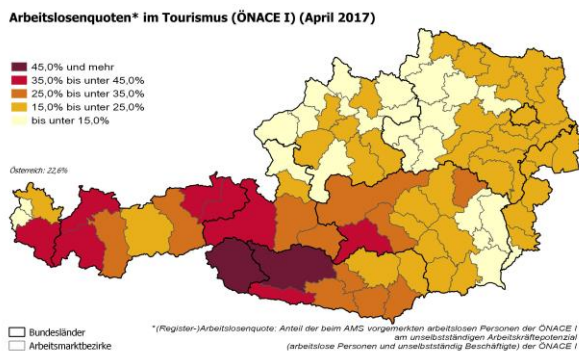 Arbeitslosenquoten* im Tourismus (ÖNACE I) (April 2017)
45,0% und mehr
35,0% bis unter 45,0%
25,0% bis unter 35,0%
15,0% bis unter 25,0%
bis unter 15,0%
Österreich: 22,6%
Bundesländer
Arbeitsmarktbezirke
*(Register-)Arbeitslosenquote: Anteil der beim AMS vorgemerkten arbeitslosen Personen der ÖNACE I
am unselbstständigen Arbeitskräftepotenzial
(arbeitslose Personen und unselbstständig Beschäftigte) der ÖNACE I